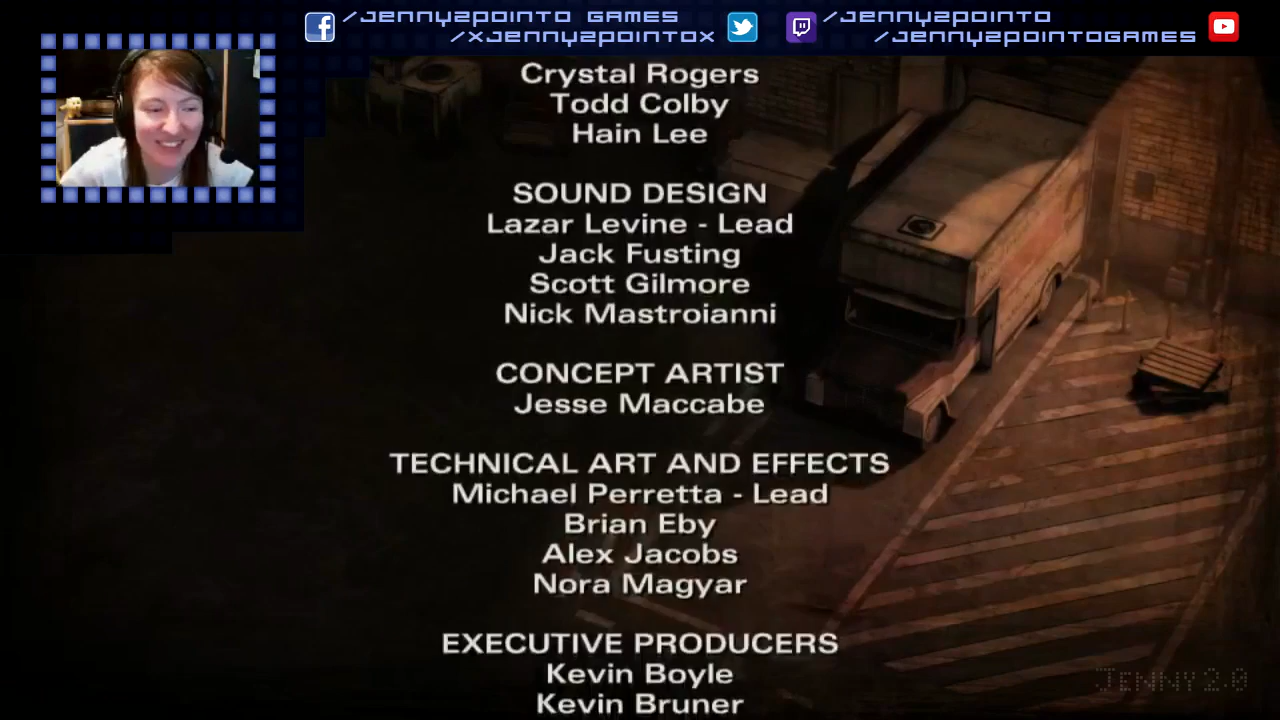 /Jenny2pointo Games
/xJenny2pointox
/Jenny2pointo
/Jenny2pointoGames
Crystal Rogers
Todd Colby
Hain Lee
SOUND DESIGN
Lazar Levine - Lead
Jack Fusting
Scott Gilmore
Nick Mastroianni
CONCEPT ARTIST
Jesse Maccabe
TECHNICAL ART AND EFFECTS
Michael Perretta - Lead
Brian Eby
Alex Jacobs
Nora Magyar
EXECUTIVE PRODUCERS
Kevin Boyle
Kevin Bruner
Jenny 2.0